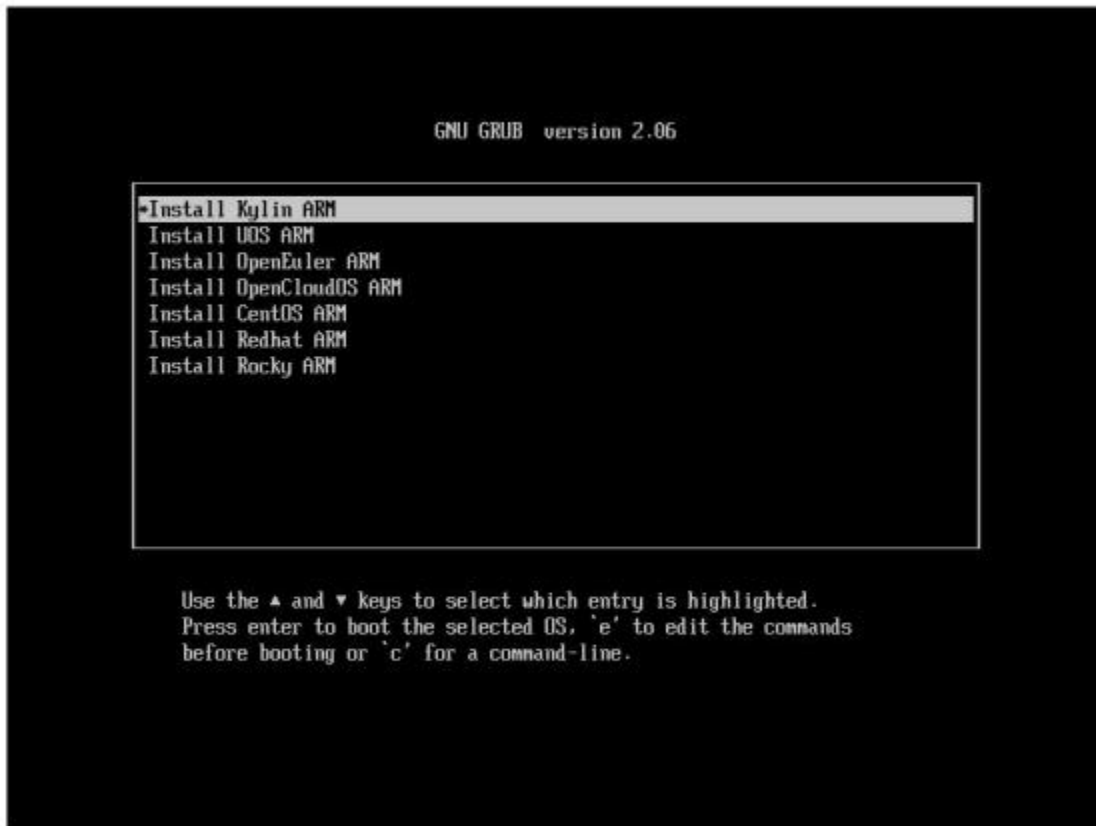 GNU GRUB  version 2.06
*Install Kylin ARM
Install UOS ARM
Install OpenEuler ARM
Install OpenCloudOS ARM
Install CentOS ARM
Install Redhat ARM
Install Rocky ARM
Use the ▲ and ▼ keys to select which entry is highlighted.
Press enter to boot the selected OS, `e' to edit the commands
before booting or `c' for a command-line.